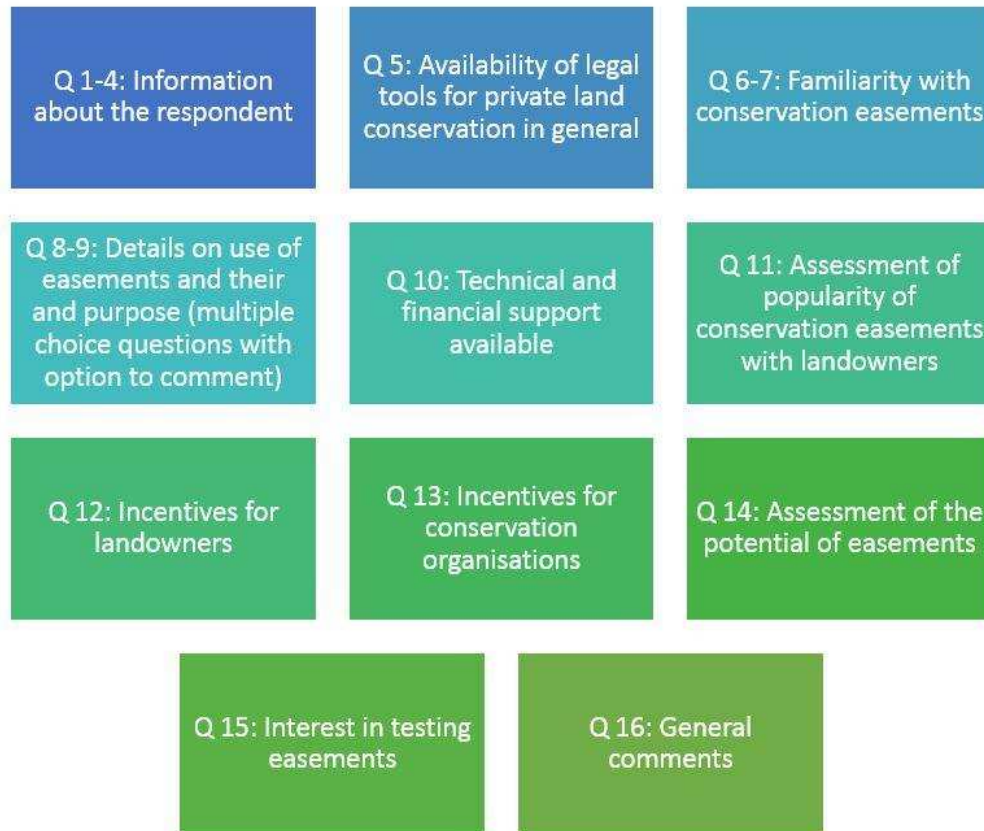 Q 1-4: Information
about the respondent
Q 5: Availability of legal
tools for private land
conservation in general
Q 6-7: Familiarity with
conservation easements
Q 8-9: Details on use of
easements and their
and purpose (multiple
choice questions with
option to comment)
Q 10: Technical and
financial support
available
Q 11: Assessment of
popularity of
conservation easements
with landowners
Q 12: Incentives for
landowners
Q 13: Incentives for
conservation
organisations
Q 14: Assessment of the
potential of easements
Q 15: Interest in testing
easements
Q 16: General
comments